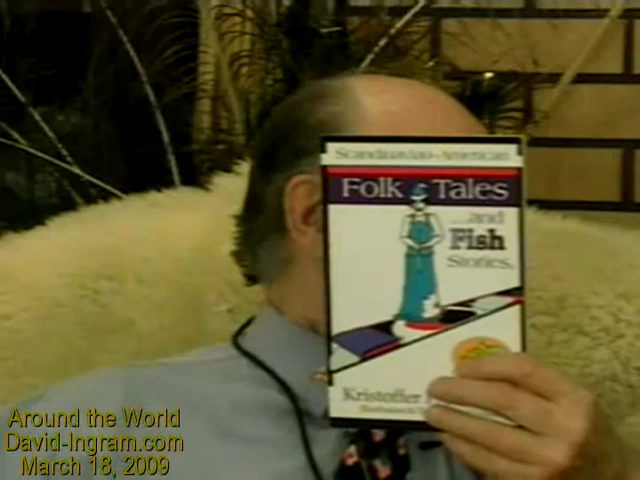 Scandinavian-American
Folk Tales
...and
Fish
Stories.
Kristoffer
Around the World
David-Ingram.com
March 18, 2009